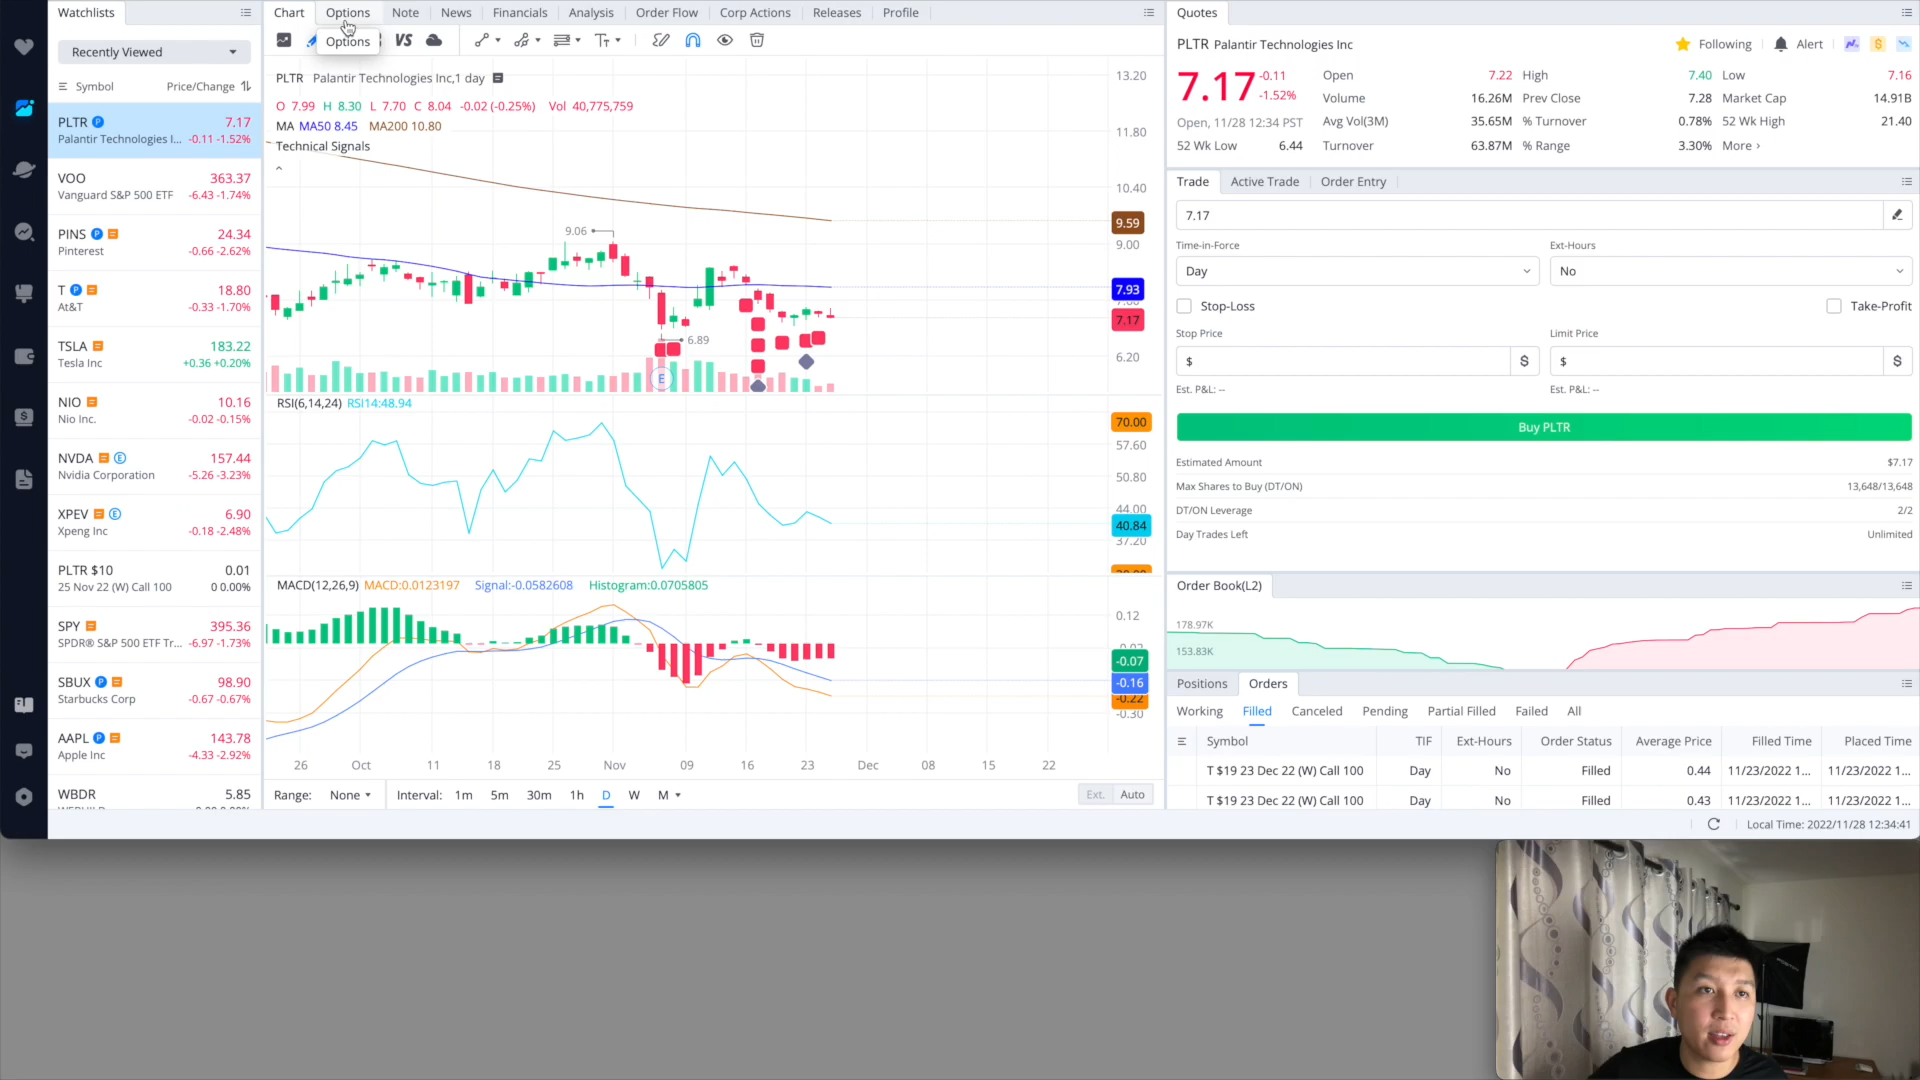 Watchlists
Recently Viewed
Symbol Price/Change
PLTR P 7.17
Palantir Technologies I... -0.11 -1.52%
VOO 363.37
Vanguard S&P 500 ETF -6.43 -1.74%
PINS P 24.34
Pinterest -0.66 -2.62%
T P 18.80
At&T -0.33 -1.70%
TSLA 183.22
Tesla Inc +0.36 +0.20%
NIO 10.16
Nio Inc. -0.02 -0.15%
NVDA E 157.44
Nvidia Corporation -5.26 -3.23%
XPEV E 6.90
Xpeng Inc -0.18 -2.48%
PLTR $10 0.01
25 Nov 22 (W) Call 100 0 0.00%
SPY 395.36
SPDR® S&P 500 ETF Tr... -6.97 -1.73%
SBUX P 98.90
Starbucks Corp -0.67 -0.67%
AAPL P 143.78
Apple Inc -4.33 -2.92%
WBDR 5.85
Chart Options Note News Financials Analysis Order Flow Corp Actions Releases Profile
Options
VS
PLTR Palantir Technologies Inc,1 day
O 7.99 H 8.30 L 7.70 C 8.04 -0.02 (-0.25%) Vol 40,775,759
MA MA50 8.45 MA200 10.80
Technical Signals
13.20
11.80
10.40
9.59
9.06
9.00
7.93
7.17
6.89
6.20
E
RSI(6,14,24) RSI14:48.94
70.00
57.60
50.80
44.00
40.84
37.20
MACD(12,26,9) MACD:0.0123197 Signal:-0.0582608 Histogram:0.0705805
0.12
-0.07
-0.16
-0.22
-0.30
26 Oct 11 18 25 Nov 09 16 23 Dec 08 15 22
Range: None Interval: 1m 5m 30m 1h D W M Ext. Auto
Quotes
PLTR Palantir Technologies Inc Following Alert
7.17 -0.11 -1.52%
Open, 11/28 12:34 PST
Open 7.22 High 7.40 Low 7.16
Volume 16.26M Prev Close 7.28 Market Cap 14.91B
Avg Vol(3M) 35.65M % Turnover 0.78% 52 Wk High 21.40
52 Wk Low 6.44 Turnover 63.87M % Range 3.30% More ›
Trade Active Trade Order Entry
7.17
Time-in-Force Ext-Hours
Day No
Stop-Loss Take-Profit
Stop Price Limit Price
$ $ $ $
Est. P&L: -- Est. P&L: --
Buy PLTR
Estimated Amount $7.17
Max Shares to Buy (DT/ON) 13,648/13,648
DT/ON Leverage 2/2
Day Trades Left Unlimited
Order Book(L2)
178.97K
153.83K
Positions Orders
Working Filled Canceled Pending Partial Filled Failed All
Symbol TIF Ext-Hours Order Status Average Price Filled Time Placed Time
T $19 23 Dec 22 (W) Call 100 Day No Filled 0.44 11/23/2022 1... 11/23/2022 1...
T $19 23 Dec 22 (W) Call 100 Day No Filled 0.43 11/23/2022 1... 11/23/2022 1...
Local Time: 2022/11/28 12:34:41